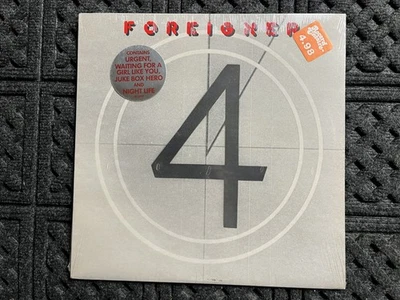 FOREIGNER
4.98
CONTAINS
URGENT,
WAITING FOR A
GIRL LIKE YOU,
JUKE BOX HERO
AND
NIGHT LIFE
4